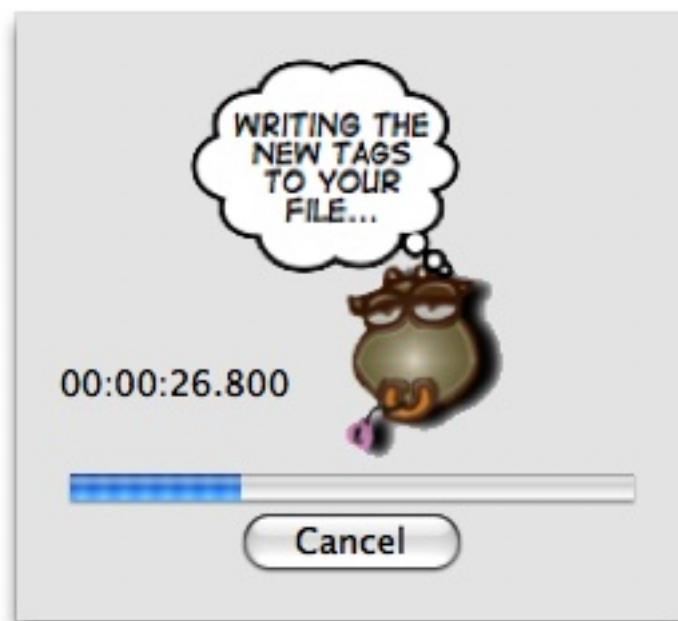 WRITING THE
NEW TAGS
TO YOUR
FILE...
00:00:26.800
Cancel